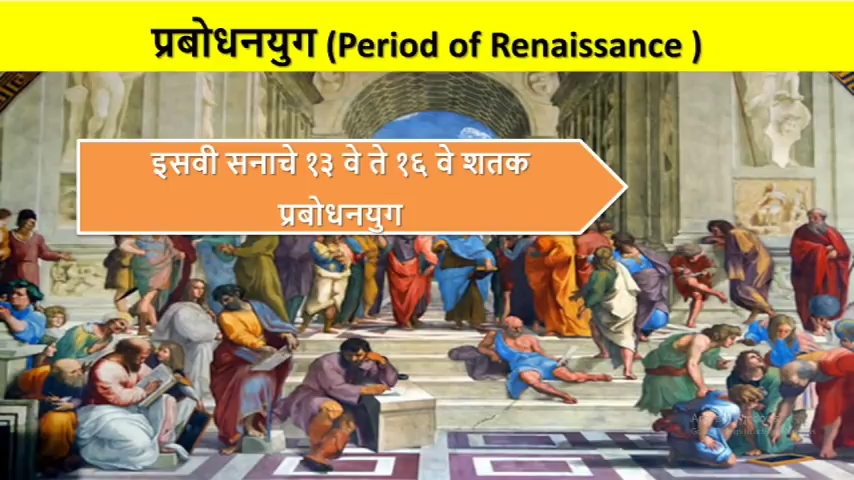 प्रबोधनयुग (Period of Renaissance )
इसवी सनाचे १३ वे ते १६ वे शतक
प्रबोधनयुग